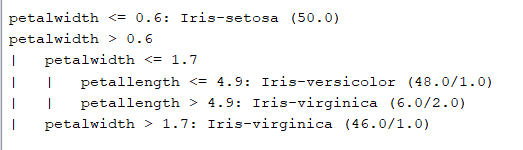 petalwidth <= 0.6: Iris-setosa (50.0)
petalwidth > 0.6
|   petalwidth <= 1.7
|   |   petallength <= 4.9: Iris-versicolor (48.0/1.0)
|   |   petallength > 4.9: Iris-virginica (6.0/2.0)
|   petalwidth > 1.7: Iris-virginica (46.0/1.0)